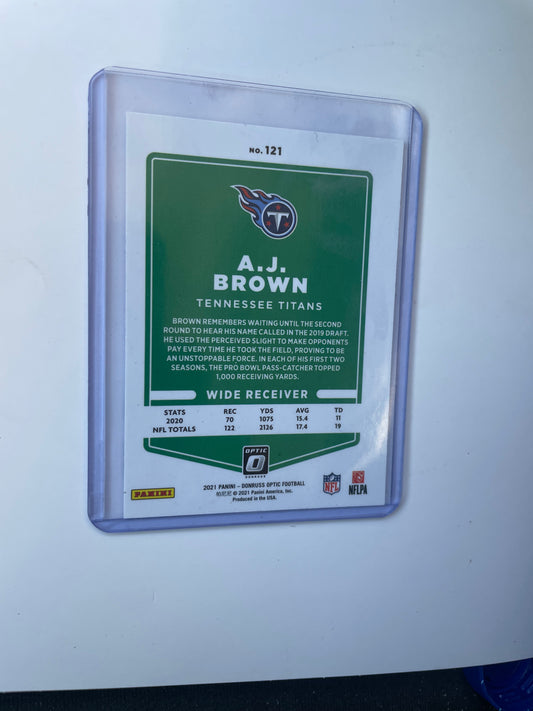 NO. 121
T
A.J.
BROWN
TENNESSEE TITANS
BROWN REMEMBERS WAITING UNTIL THE SECOND
ROUND TO HEAR HIS NAME CALLED IN THE 2019 DRAFT.
HE USED THE PERCEIVED SLIGHT TO MAKE OPPONENTS
PAY EVERY TIME HE TOOK THE FIELD, PROVING TO BE
AN UNSTOPPABLE FORCE. IN EACH OF HIS FIRST TWO
SEASONS, THE PRO BOWL PASS-CATCHER TOPPED
1,000 RECEIVING YARDS.
WIDE RECEIVER
STATS REC YDS AVG TD
2020 70 1075 15.4 11
NFL TOTALS 122 2126 17.4 19
OPTIC
O
DONRUSS
PANINI
2021 PANINI – DONRUSS OPTIC FOOTBALL
帕尼尼 © 2021 Panini America, Inc.
Produced in the USA.
NFL
NFLPA